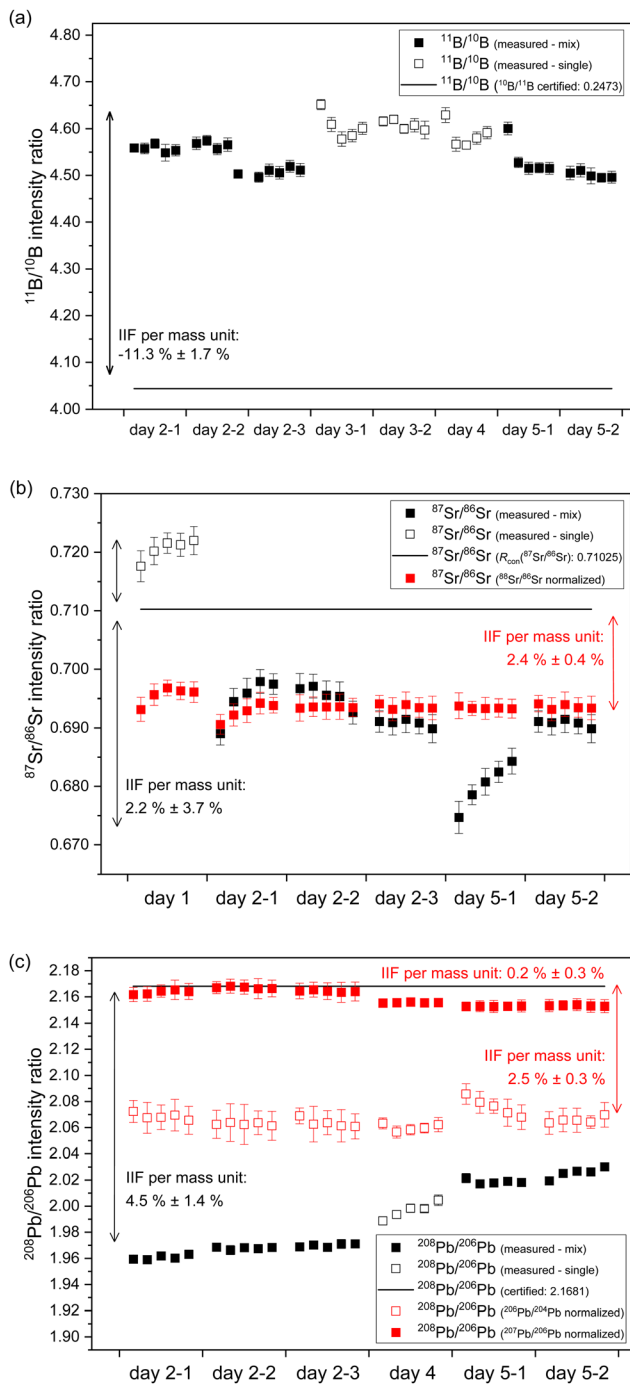 (a)
4.80
4.70
4.60
4.50
4.40
4.30
4.20
4.10
4.00
¹¹B/¹⁰B intensity ratio
¹¹B/¹⁰B (measured - mix)
¹¹B/¹⁰B (measured - single)
¹¹B/¹⁰B (¹⁰B/¹¹B certified: 0.2473)
IIF per mass unit:
-11.3 % ± 1.7 %
day 2-1 day 2-2 day 2-3 day 3-1 day 3-2 day 4 day 5-1 day 5-2
(b)
0.730
0.720
0.710
0.700
0.690
0.680
0.670
⁸⁷Sr/⁸⁶Sr intensity ratio
⁸⁷Sr/⁸⁶Sr (measured - mix)
⁸⁷Sr/⁸⁶Sr (measured - single)
⁸⁷Sr/⁸⁶Sr (Rcon(⁸⁷Sr/⁸⁶Sr): 0.71025)
⁸⁷Sr/⁸⁶Sr (⁸⁸Sr/⁸⁶Sr normalized)
IIF per mass unit:
2.4 % ± 0.4 %
IIF per mass unit:
2.2 % ± 3.7 %
day 1 day 2-1 day 2-2 day 2-3 day 5-1 day 5-2
(c)
2.18
2.17
2.16
2.14
2.12
2.10
2.08
2.06
2.04
2.02
2.00
1.98
1.96
1.94
1.92
1.90
²⁰⁸Pb/²⁰⁶Pb intensity ratio
IIF per mass unit: 0.2 % ± 0.3 %
IIF per mass unit:
2.5 % ± 0.3 %
IIF per mass unit:
4.5 % ± 1.4 %
²⁰⁸Pb/²⁰⁶Pb (measured - mix)
²⁰⁸Pb/²⁰⁶Pb (measured - single)
²⁰⁸Pb/²⁰⁶Pb (certified: 2.1681)
²⁰⁸Pb/²⁰⁶Pb (²⁰⁶Pb/²⁰⁴Pb normalized)
²⁰⁸Pb/²⁰⁶Pb (²⁰⁷Pb/²⁰⁶Pb normalized)
day 2-1 day 2-2 day 2-3 day 4 day 5-1 day 5-2